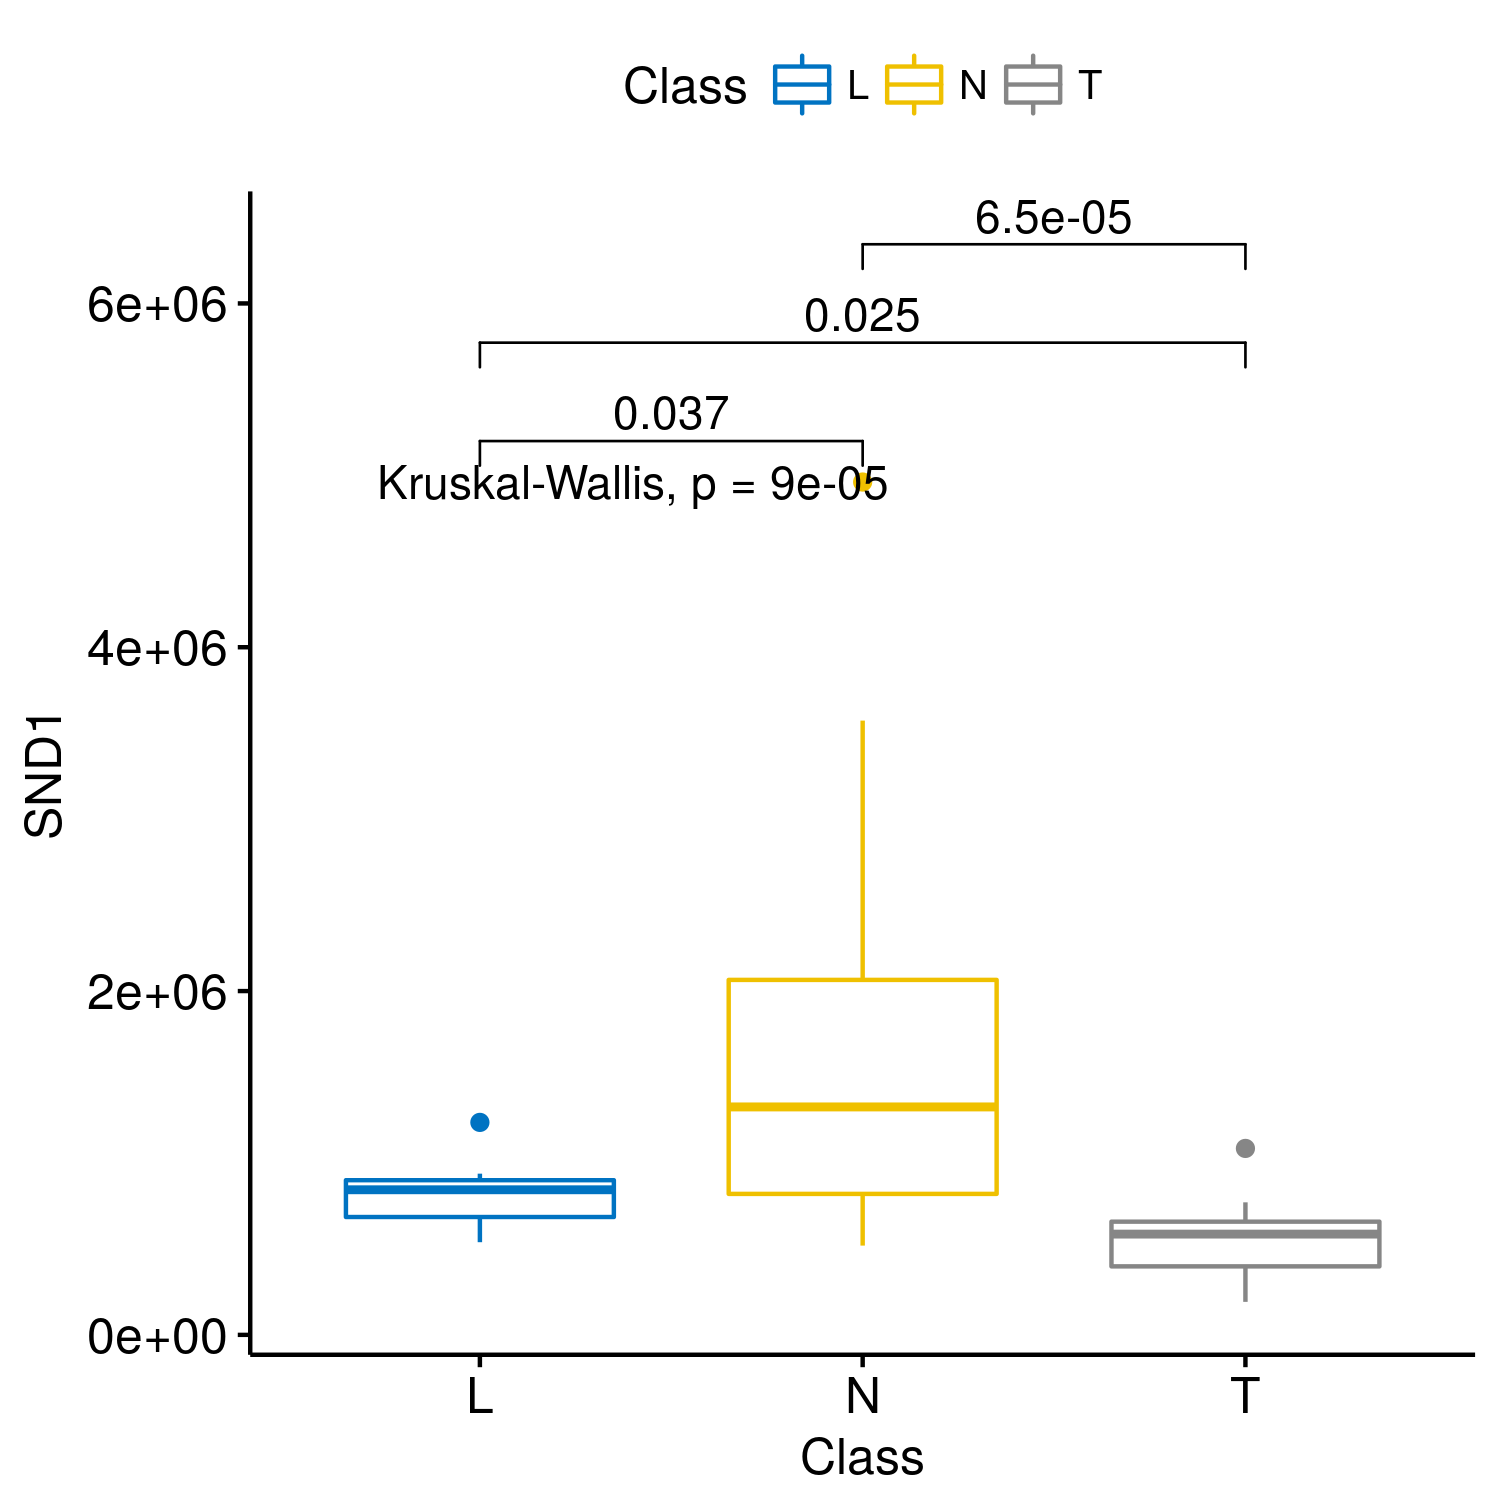 Class L N T
6.5e-05
6e+06
0.025
0.037
Kruskal-Wallis, p = 9e-05
4e+06
SND1
2e+06
0e+00
L N T
Class